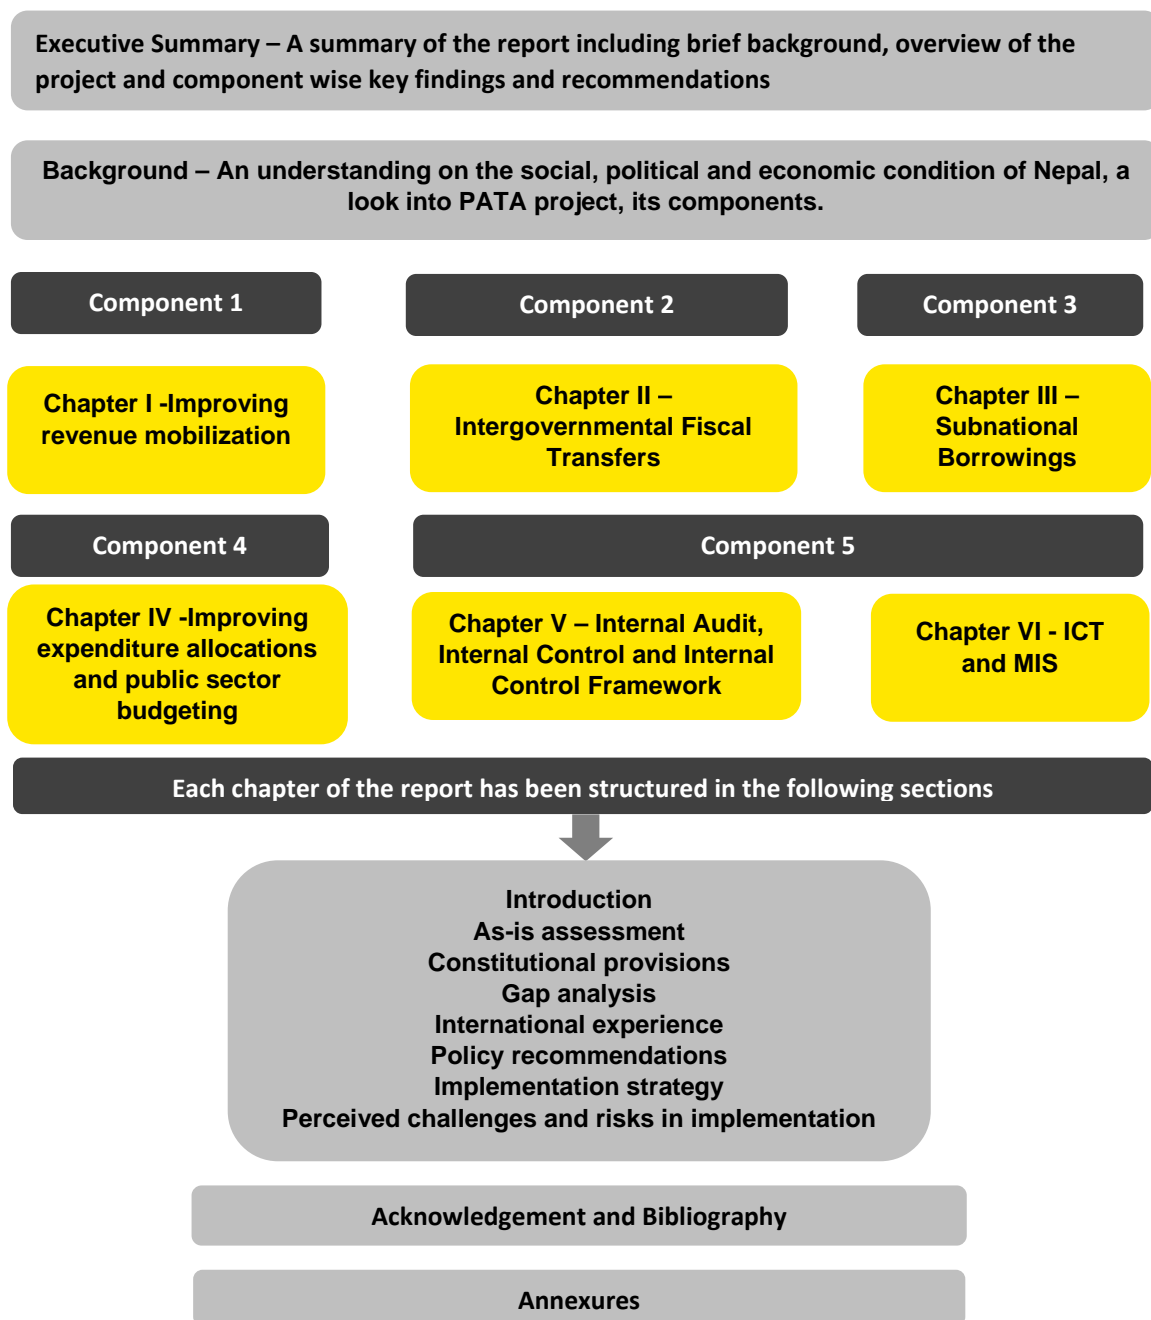 Executive Summary – A summary of the report including brief background, overview of the
project and component wise key findings and recommendations
Background – An understanding on the social, political and economic condition of Nepal, a
look into PATA project, its components.
Component 1
Component 2
Component 3
Chapter I -Improving
revenue mobilization
Chapter II –
Intergovernmental Fiscal
Transfers
Chapter III –
Subnational
Borrowings
Component 4
Component 5
Chapter IV -Improving
expenditure allocations
and public sector
budgeting
Chapter V – Internal Audit,
Internal Control and Internal
Control Framework
Chapter VI - ICT
and MIS
Each chapter of the report has been structured in the following sections
Introduction
As-is assessment
Constitutional provisions
Gap analysis
International experience
Policy recommendations
Implementation strategy
Perceived challenges and risks in implementation
Acknowledgement and Bibliography
Annexures